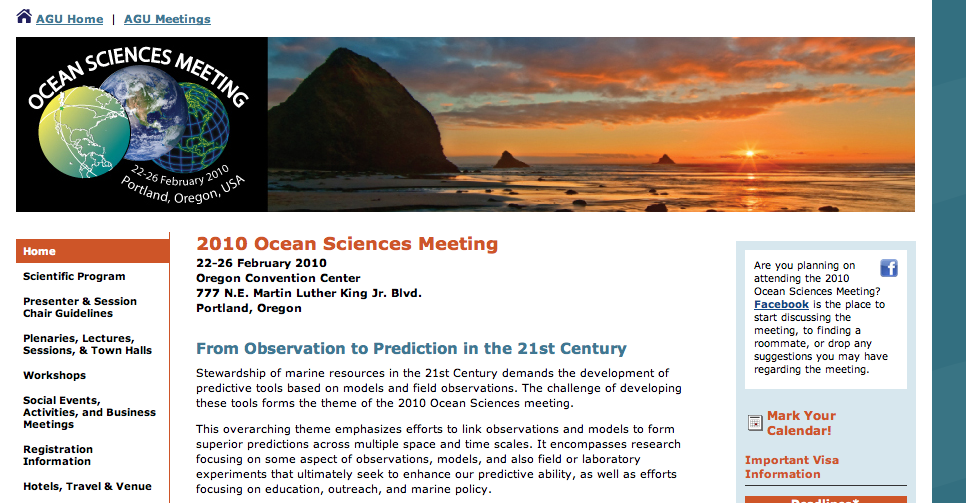 AGU Home | AGU Meetings
OCEAN SCIENCES MEETING
22-26 February 2010
Portland, Oregon, USA
Home
Scientific Program
Presenter & Session
Chair Guidelines
Plenaries, Lectures,
Sessions, & Town Halls
Workshops
Social Events,
Activities, and Business
Meetings
Registration
Information
Hotels, Travel & Venue
2010 Ocean Sciences Meeting
22-26 February 2010
Oregon Convention Center
777 N.E. Martin Luther King Jr. Blvd.
Portland, Oregon
From Observation to Prediction in the 21st Century
Stewardship of marine resources in the 21st Century demands the development of
predictive tools based on models and field observations. The challenge of developing
these tools forms the theme of the 2010 Ocean Sciences meeting.
This overarching theme emphasizes efforts to link observations and models to form
superior predictions across multiple space and time scales. It encompasses research
focusing on some aspect of observations, models, and also field or laboratory
experiments that ultimately seek to enhance our predictive ability, as well as efforts
focusing on education, outreach, and marine policy.
Are you planning on
attending the 2010
Ocean Sciences Meeting?
Facebook is the place to
start discussing the
meeting, to finding a
roommate, or drop any
suggestions you may have
regarding the meeting.
f
Mark Your
Calendar!
Important Visa
Information
Deadlines*